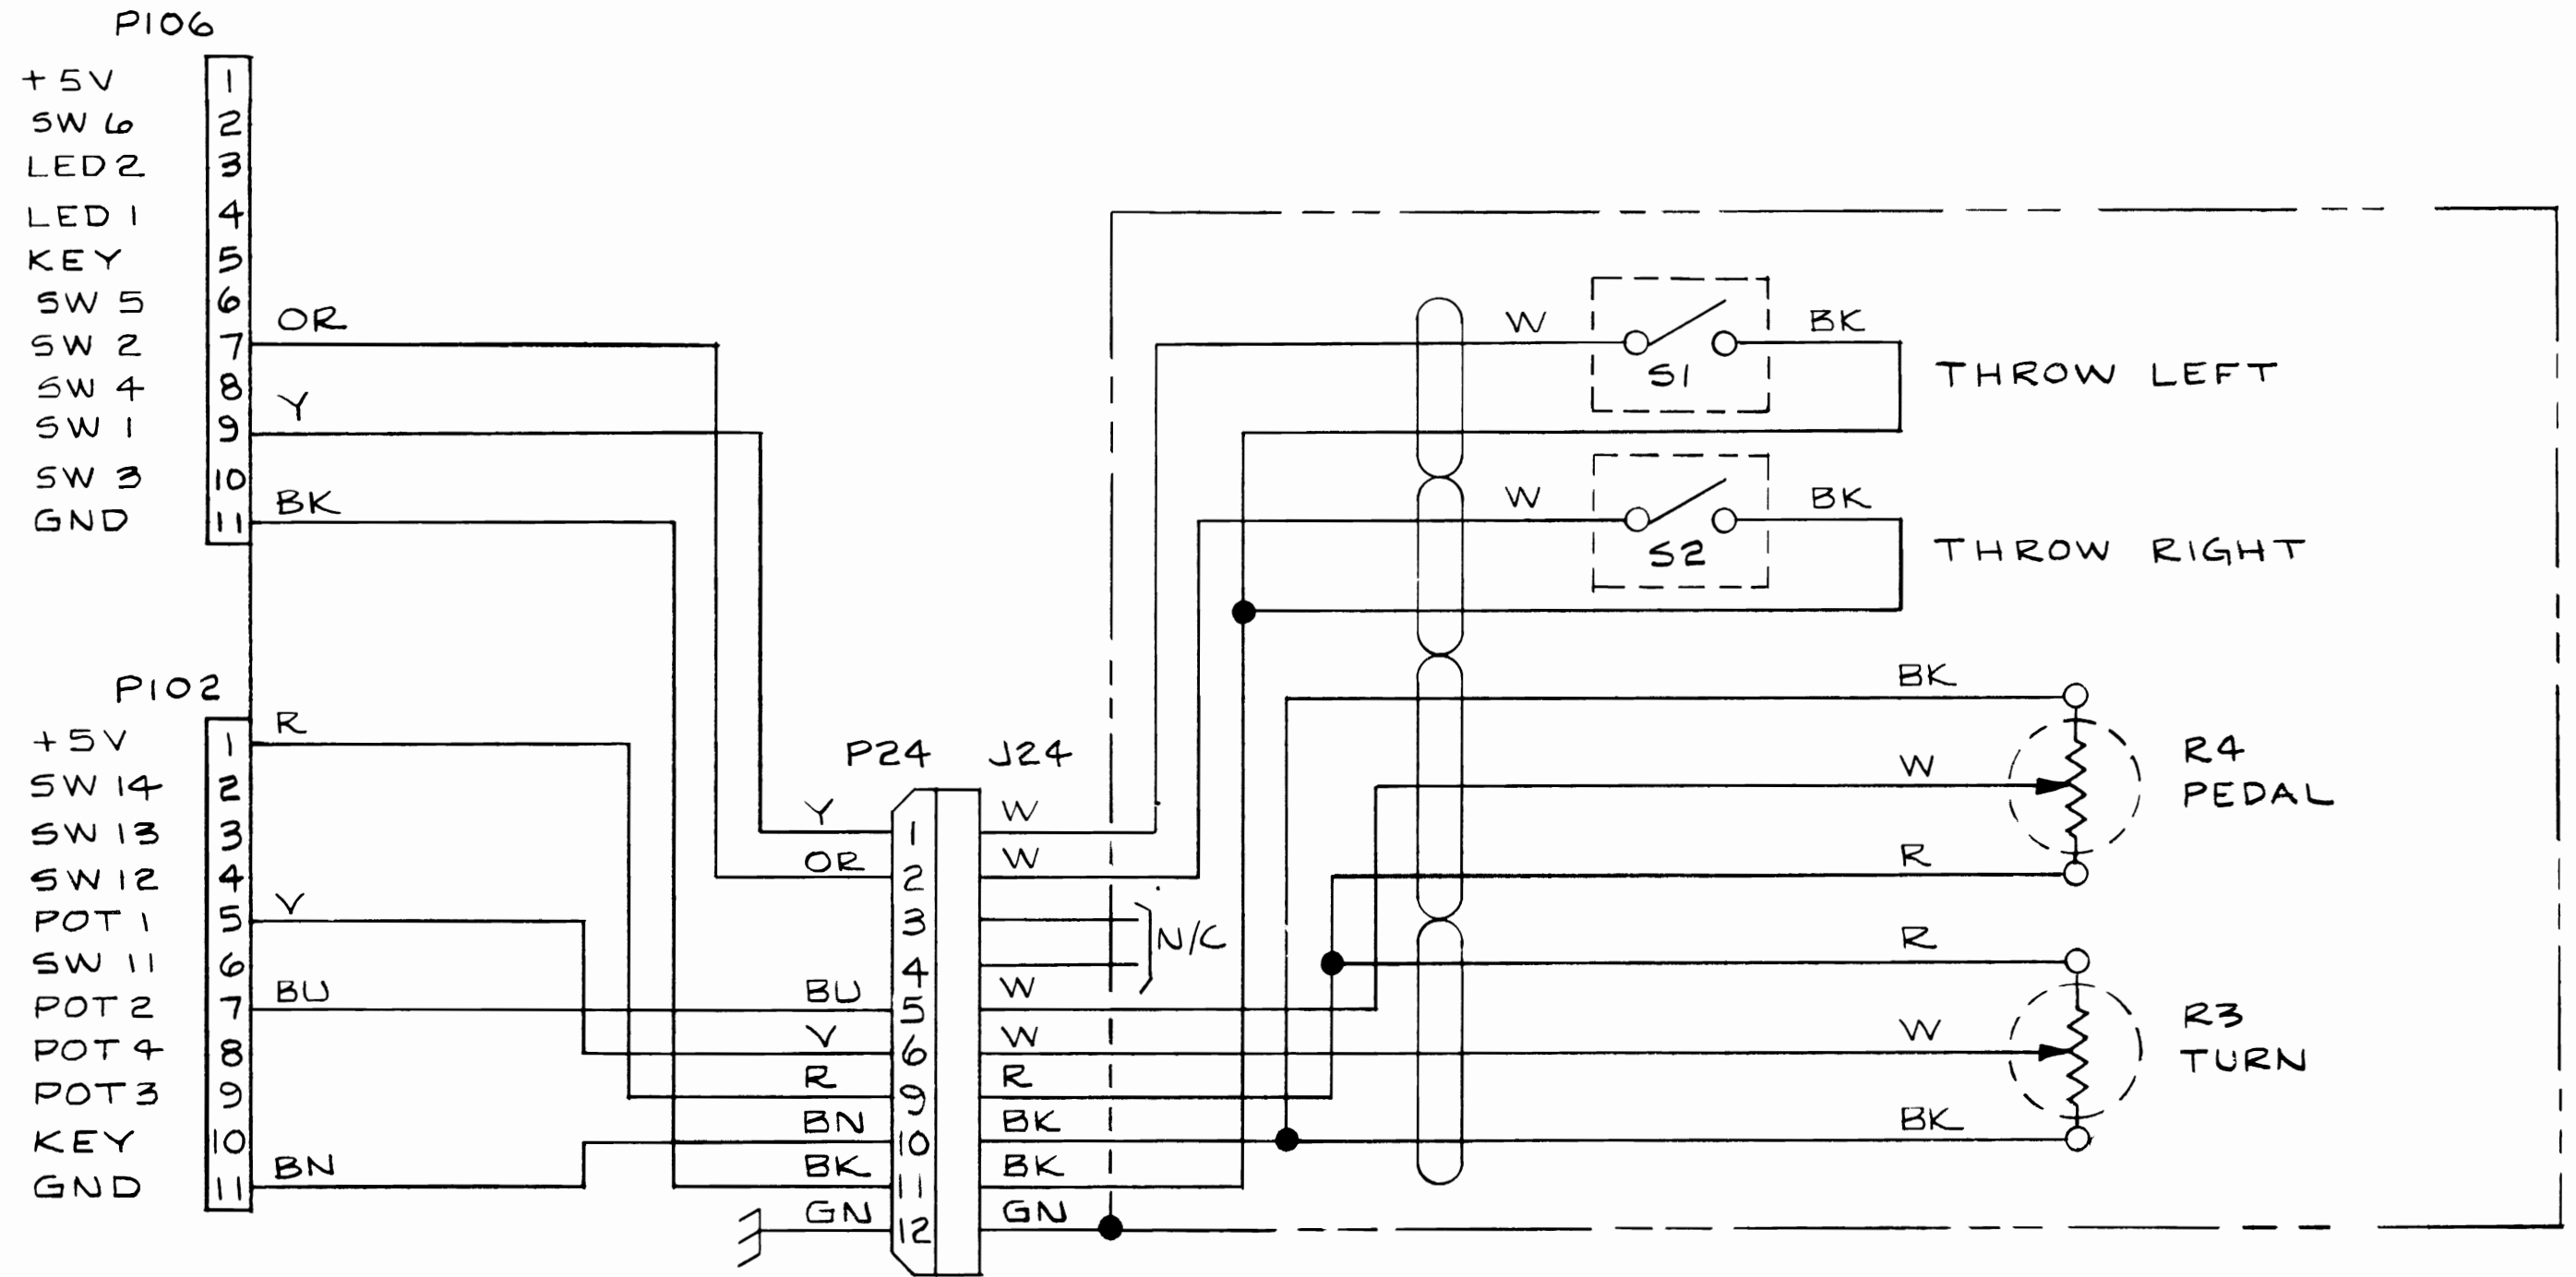 P106
+5V 1
SW 6 2
LED 2 3
LED 1 4
KEY 5
SW 5 6
SW 2 7 OR
SW 4 8
SW 1 9 Y
SW 3 10
GND 11 BK
P102
+5V 1 R
SW 14 2
SW 13 3
SW 12 4
POT 1 5 V
SW 11 6
POT 2 7 BU
POT 4 8
POT 3 9
KEY 10
GND 11 BN
P24 J24
Y 1 W
OR 2 W
3
4
N/C
BU 5 W
V 6 W
R 9 R
BN 10 BK
BK 11 BK
GN 12 GN
W S1 BK
THROW LEFT
W S2 BK
THROW RIGHT
BK
W
R
R4
PEDAL
R
W
BK
R3
TURN